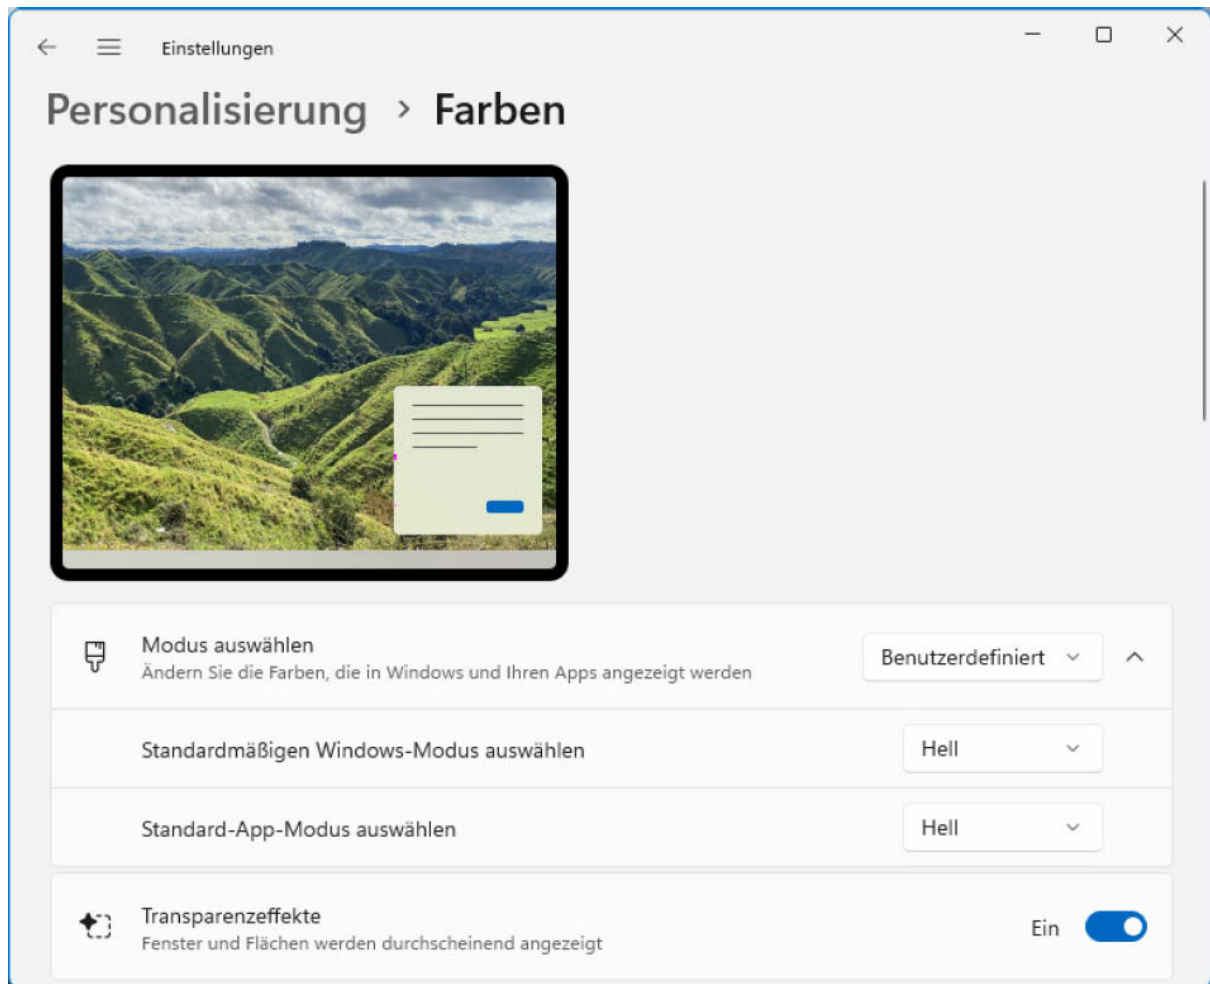 Einstellungen
Personalisierung > Farben
Modus auswählen
Ändern Sie die Farben, die in Windows und Ihren Apps angezeigt werden
Benutzerdefiniert
Standardmäßigen Windows-Modus auswählen
Hell
Standard-App-Modus auswählen
Hell
Transparenzeffekte
Fenster und Flächen werden durchscheinend angezeigt
Ein